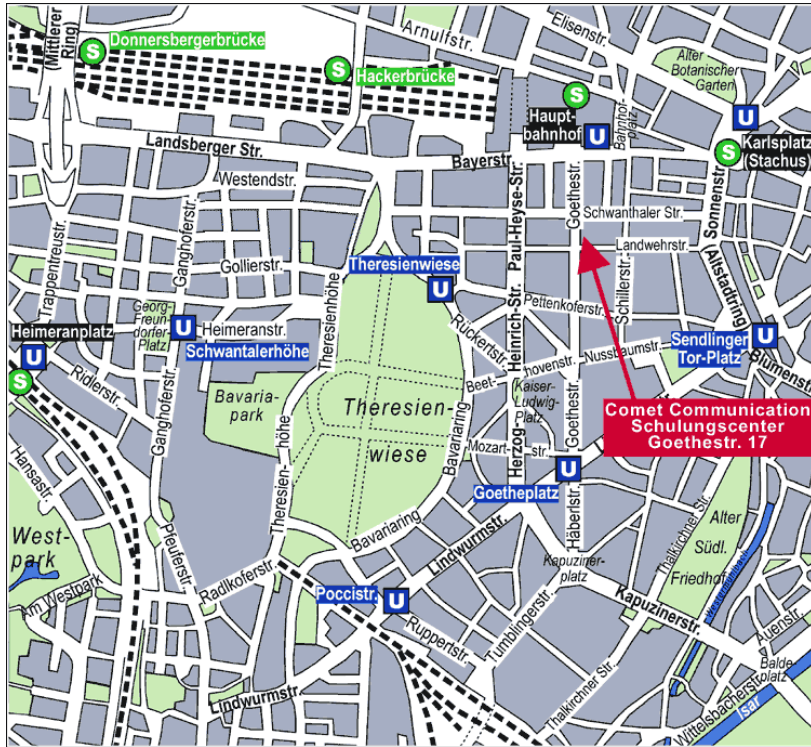 (Mittlerer
Ring)
Donnersbergerbrücke
S
Hackerbrücke
S
Arnulfstr.
Elisenstr.
Alter
Botanischer
Garten
S
Haupt-
bahnhof
U
Bahnhof-
platz
U
Karlsplatz
(Stachus)
S
Landsberger Str.
Bayerstr.
Westendstr.
Paul-Heyse-Str.
Goethestr.
Schwanthaler Str.
Sonnenstr.
(Altstadtring)
Landwehrstr.
Schillerstr.
Trappentreustr.
Ganghoferstr.
Gollierstr.
Theresienwiese
U
Theresienhöhe
Pettenkoferstr.
Rückertstr.
Georg-
Freun-
dorfer-
Platz
U
Heimeranstr.
Schwantalerhöhe
Heimeranplatz
U
S
Ridlerstr.
Ganghoferstr.
Bavaria-
park
Theresien-
wiese
Theresien-
höhe
Bavariaring
Beet-
hovenstr.
Nussbaumstr.
Sendlinger
Tor-Platz
U
Blumenstr.
Kaiser-
Ludwig-
Platz
Herzog-
Heinrich-Str.
Goethestr.
Mozart-
str.
Comet Communication
Schulungscenter
Goethestr. 17
Goetheplatz
U
Hansastr.
West-
park
Am Westpark
Pfeuferstr.
Radlkoferstr.
Bavariaring
Lindwurmstr.
Häberlstr.
Kapuziner-
platz
Thalkirchner Str.
Alter
Südl.
Friedhof
Westermühlbach
Poccistr.
U
Ruppertstr.
Tumblingerstr.
Kapuzinerstr.
Auenstr.
Balde-
platz
Lindwurmstr.
Thalkirchner Str.
Wittelsbacherstr.
Isar